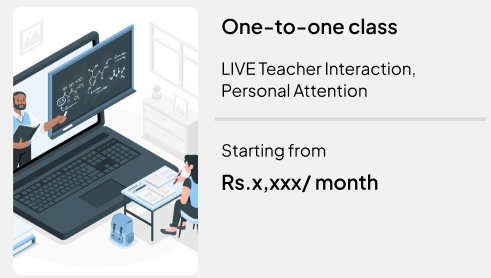 One-to-one class
LIVE Teacher Interaction,
Personal Attention
Starting from
Rs.x,xxx/ month